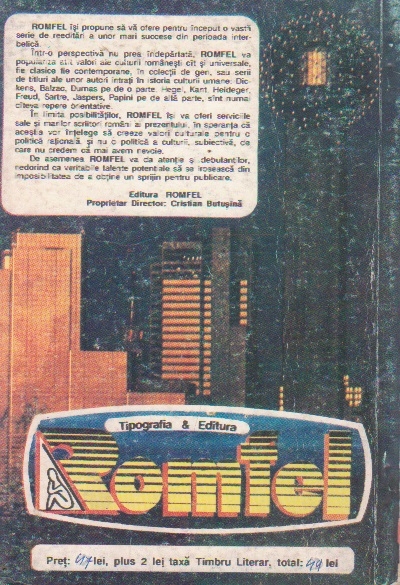 ROMFEL își propune să vă ofere pentru început o vastă
serie de reeditări a unor mari succese din perioada inter-
belică.
Într-o perspectivă nu prea îndepărtată, ROMFEL va
populariza atît valori ale culturii românești cît și universale,
fie clasice fie contemporane, în colecții de gen, sau serii
de titluri ale unor autori intrați în istoria culturii umane: Dic-
kens, Balzac, Dumas pe de o parte. Hegel, Kant, Heideger,
Freud, Sartre, Jaspers, Papini pe de altă parte, sînt numai
cîteva repere orientative.
În limita posibilităților, ROMFEL își va oferi serviciile
sale și marilor scriitori români ai prezentului, în speranța că
aceștia vor înțelege să creeze valori culturale pentru o
politică rațională, și nu o politică a culturii, subiectivă, de
care nu credem că mai avem nevoie.
De asemenea ROMFEL va da atenție și debutanților,
nedorind ca veritabile talente potențiale să se irosească din
imposibilitatea de a obține un sprijin pentru publicare.
Editura ROMFEL
Proprietar Director: Cristian Butușină
Tipografia & Editura
Romfel
Preț: 47 lei, plus 2 lei taxă Timbru Literar, total: 49 lei